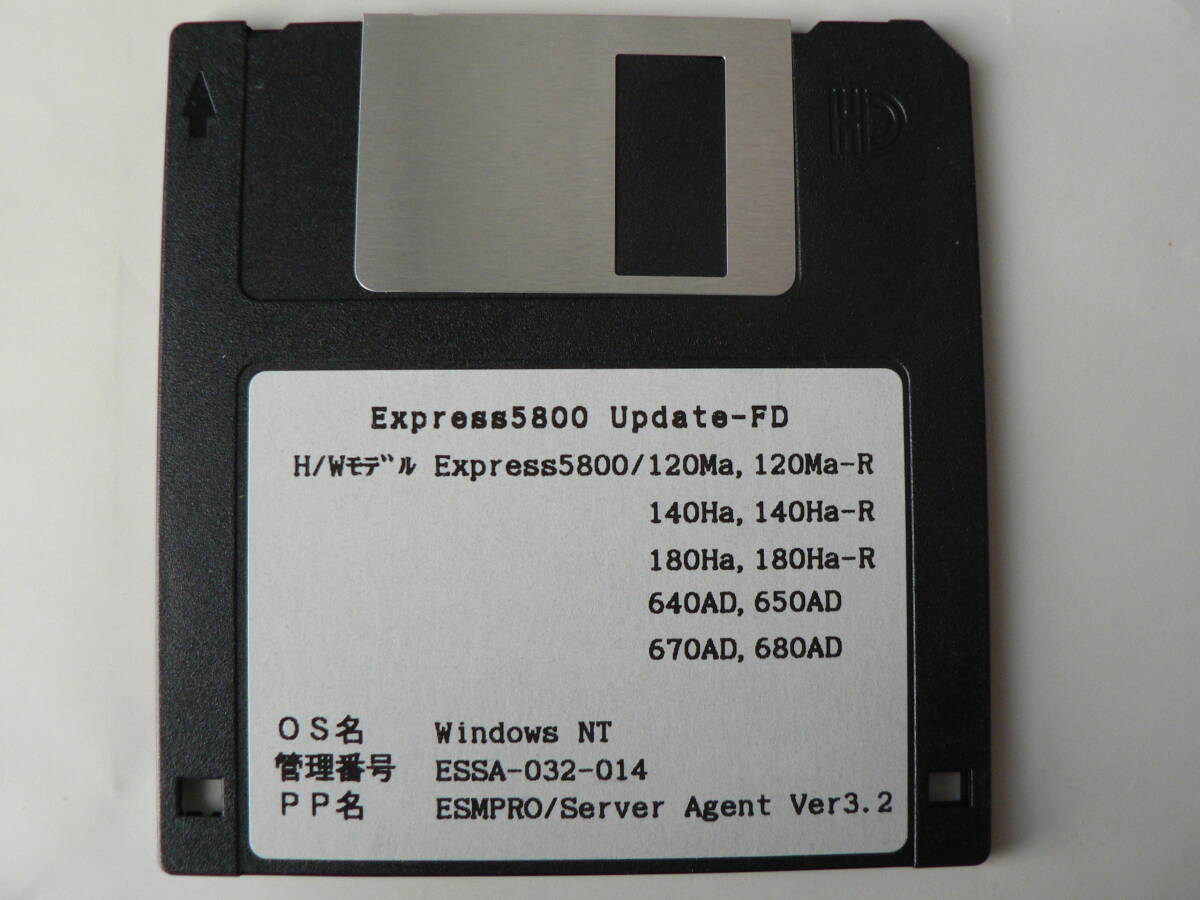 HD
Express5800 Update-FD
H/Wﾓﾃﾞﾙ Express5800/120Ma, 120Ma-R
140Ha, 140Ha-R
180Ha, 180Ha-R
640AD, 650AD
670AD, 680AD
ＯＳ名 Windows NT
管理番号 ESSA-032-014
ＰＰ名 ESMPRO/Server Agent Ver3.2